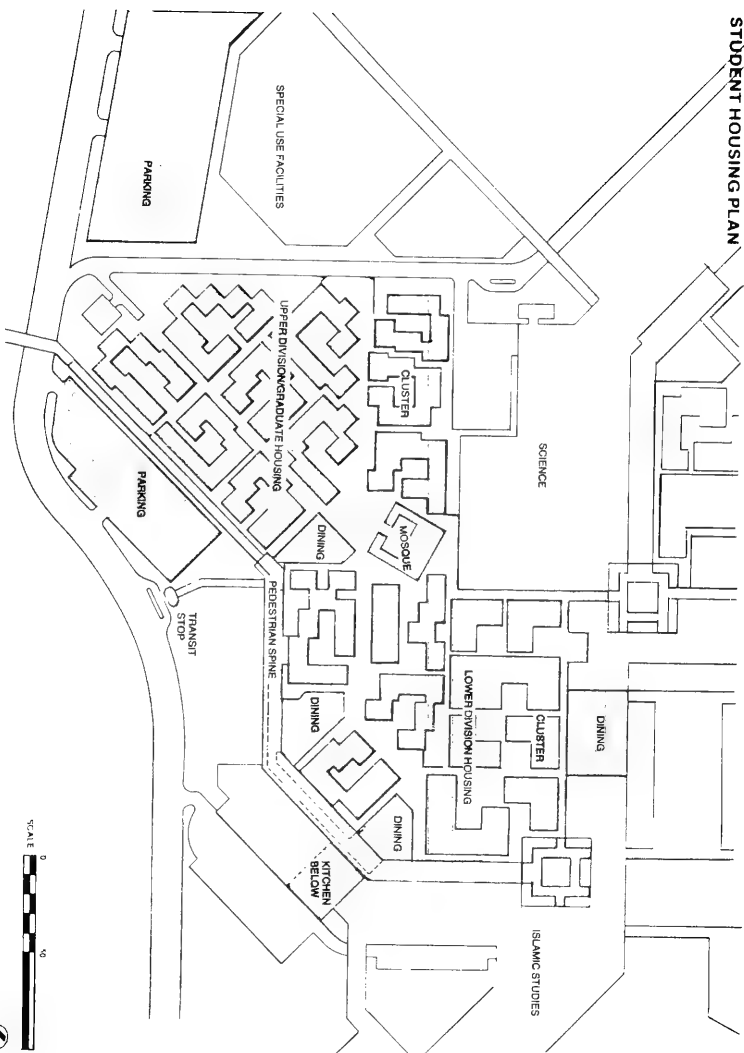 STUDENT HOUSING PLAN
SPECIAL USE FACILITIES
PARKING
UPPER DIVISION/GRADUATE HOUSING
CLUSTER
SCIENCE
PARKING
DINING
MOSQUE
TRANSIT
STOP
PEDESTRIAN SPINE
DINING
LOWER DIVISION HOUSING
CLUSTER
DINING
DINING
KITCHEN
BELOW
ISLAMIC STUDIES
SCALE
0
50